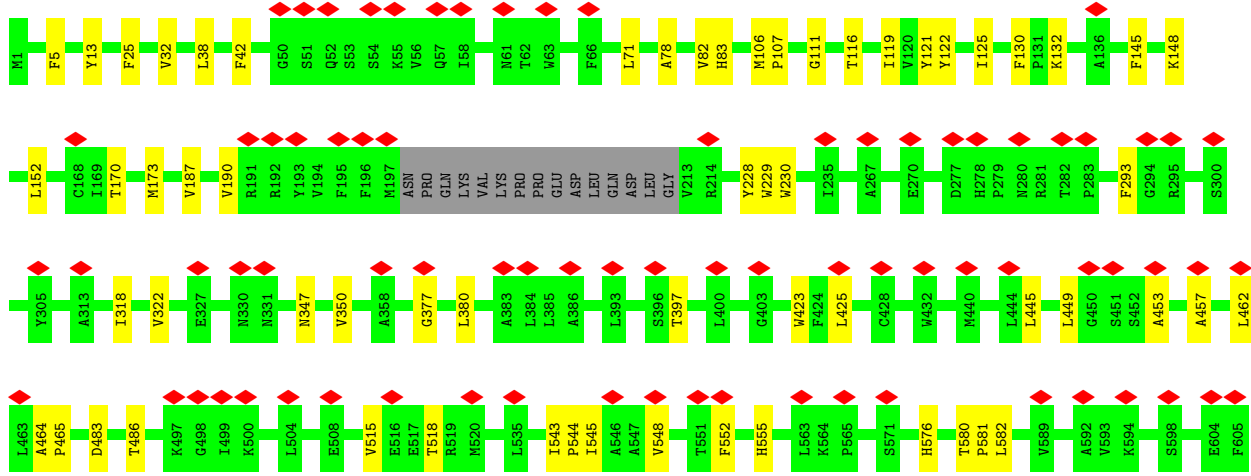 M1 F5 Y13 F25 V32 L38 F42 G50 S51 Q52 S53 S54 K55 V56 Q57 I58 N61 T62 W63 F66 L71 A78 V82 H83 M106 P107 G111 T116 I119 V120 Y121 Y122 I125 F130 P131 K132 A136 F145 K148
L152 C168 I169 T170 M173 V187 V190 R191 R192 Y193 V194 F195 F196 M197 ASN PRO GLN LYS VAL LYS PRO PRO GLU ASP LEU GLN ASP LEU GLY V213 R214 Y228 W229 W230 I235 A267 E270 D277 H278 P279 N280 R281 T282 P283 F293 G294 R295 S300
Y305 A313 I318 V322 E327 N330 N331 N347 V350 A358 G377 L380 A383 L384 L385 A386 L393 S396 T397 L400 G403 W423 F424 L425 C428 W432 M440 L444 L445 L449 G450 S451 S452 A453 A457 L462
L463 A464 P465 D483 T486 K497 G498 I499 K500 L504 E508 V515 E516 E517 T518 R519 M520 L535 I543 P544 I545 A546 A547 V548 T551 F552 H555 L563 K564 P565 S571 H576 T580 P581 L582 V589 A592 V593 K594 S598 E604 F605